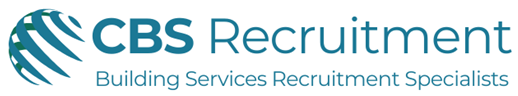 CBS Recruitment
Building Services Recruitment Specialists